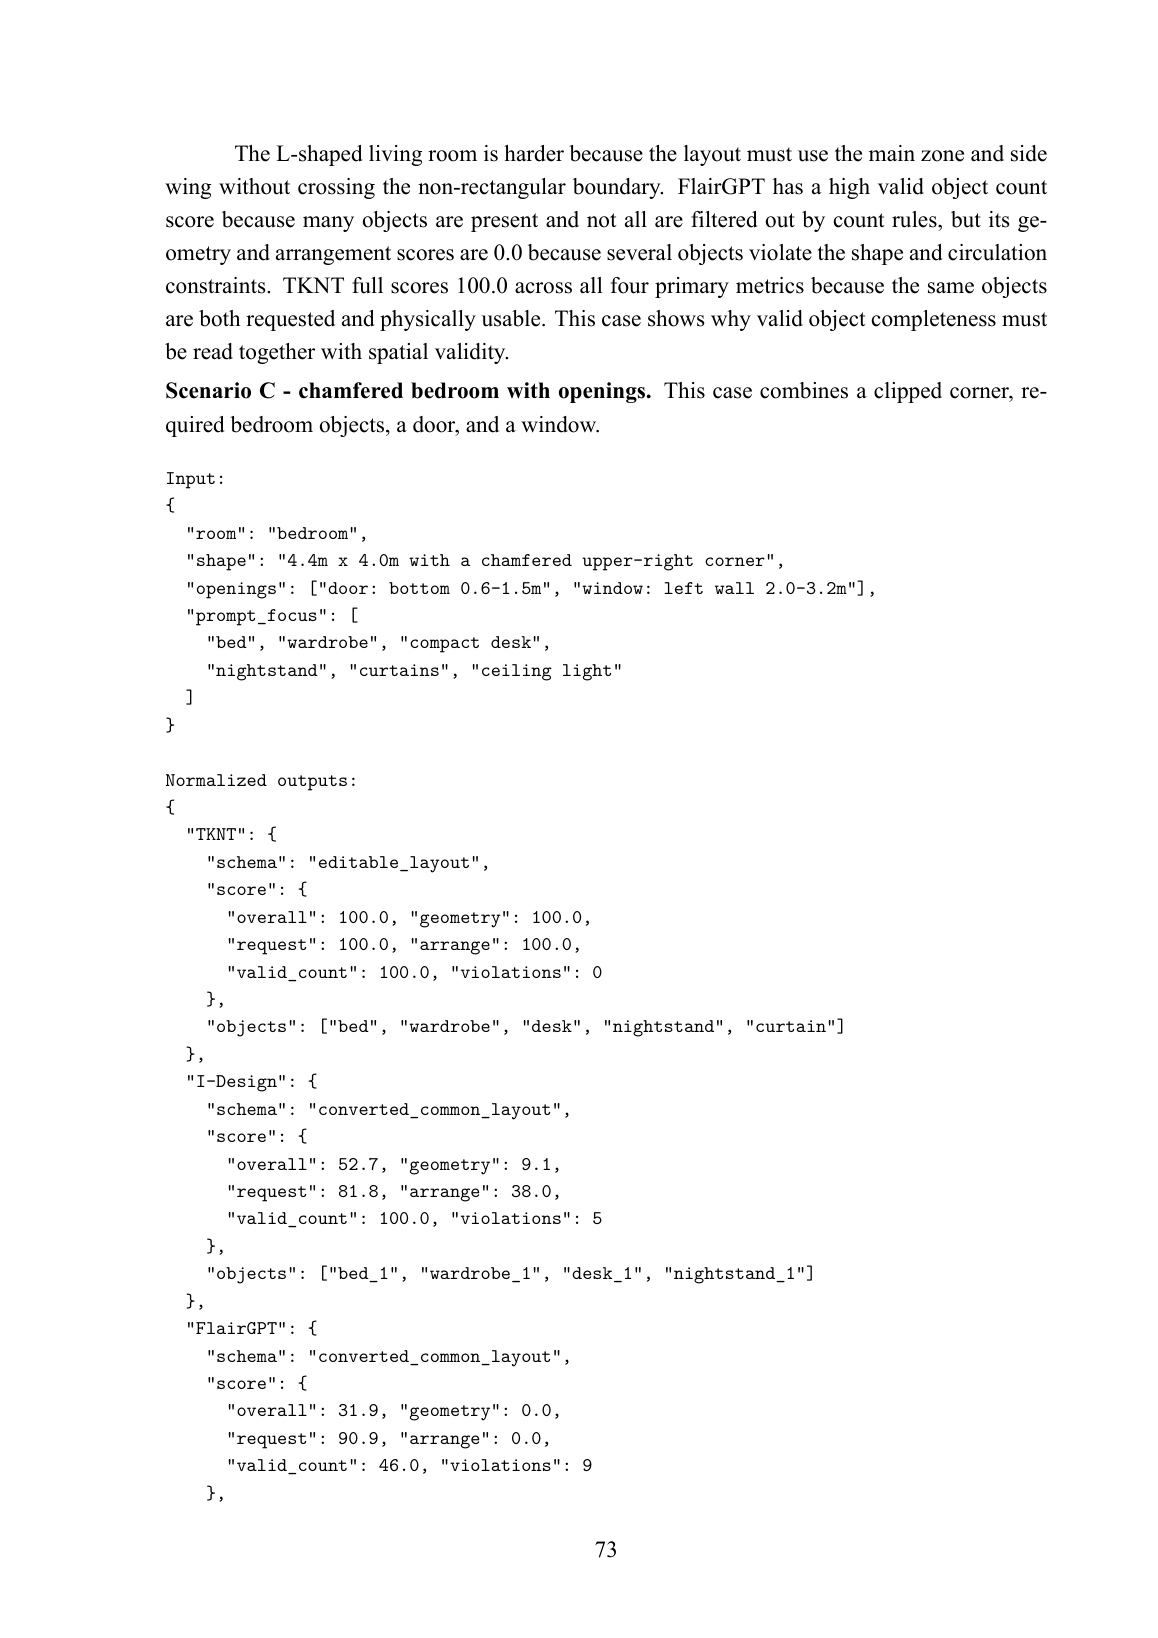 The L-shaped living room is harder because the layout must use the main zone and side
wing without crossing the non-rectangular boundary. FlairGPT has a high valid object count
score because many objects are present and not all are filtered out by count rules, but its ge-
ometry and arrangement scores are 0.0 because several objects violate the shape and circulation
constraints. TKNT full scores 100.0 across all four primary metrics because the same objects
are both requested and physically usable. This case shows why valid object completeness must
be read together with spatial validity.
Scenario C - chamfered bedroom with openings. This case combines a clipped corner, re-
quired bedroom objects, a door, and a window.
Input:
{
  "room": "bedroom",
  "shape": "4.4m x 4.0m with a chamfered upper-right corner",
  "openings": ["door: bottom 0.6-1.5m", "window: left wall 2.0-3.2m"],
  "prompt_focus": [
    "bed", "wardrobe", "compact desk",
    "nightstand", "curtains", "ceiling light"
  ]
}
Normalized outputs:
{
  "TKNT": {
    "schema": "editable_layout",
    "score": {
      "overall": 100.0, "geometry": 100.0,
      "request": 100.0, "arrange": 100.0,
      "valid_count": 100.0, "violations": 0
    },
    "objects": ["bed", "wardrobe", "desk", "nightstand", "curtain"]
  },
  "I-Design": {
    "schema": "converted_common_layout",
    "score": {
      "overall": 52.7, "geometry": 9.1,
      "request": 81.8, "arrange": 38.0,
      "valid_count": 100.0, "violations": 5
    },
    "objects": ["bed_1", "wardrobe_1", "desk_1", "nightstand_1"]
  },
  "FlairGPT": {
    "schema": "converted_common_layout",
    "score": {
      "overall": 31.9, "geometry": 0.0,
      "request": 90.9, "arrange": 0.0,
      "valid_count": 46.0, "violations": 9
    },
73